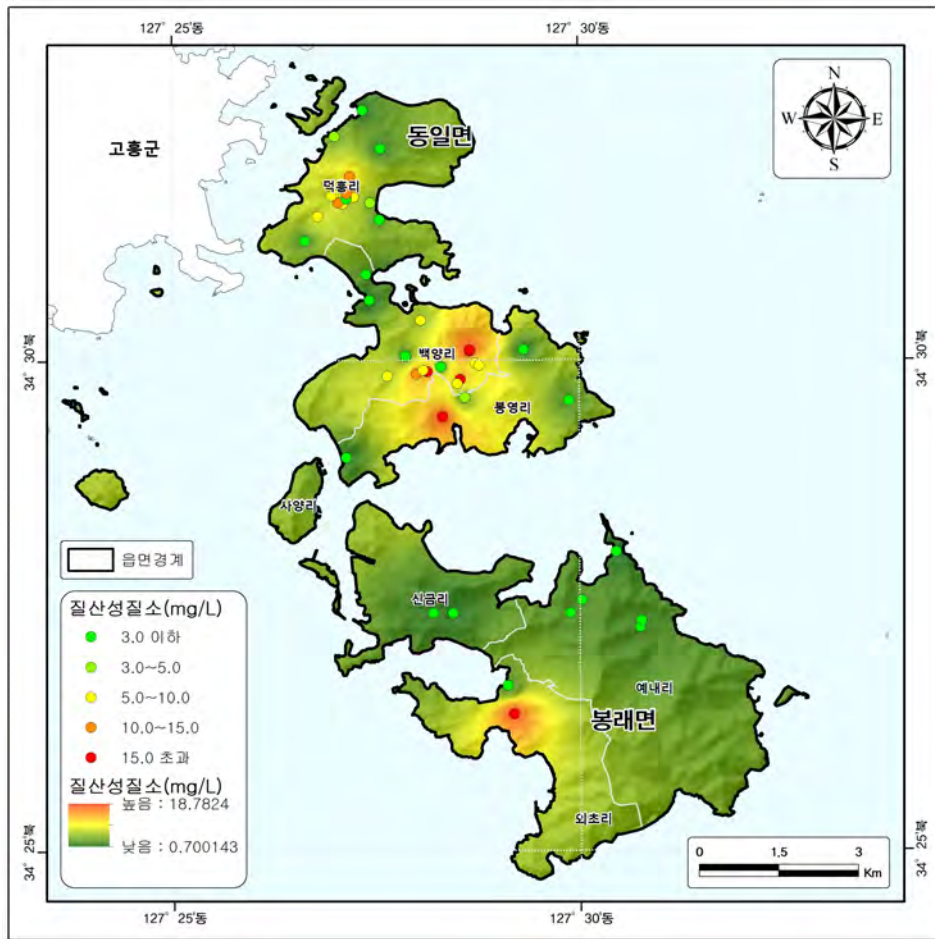 127° 25'동
127° 30'동
N
W
E
S
동일면
고흥군
덕흥리
34° 30'북
34° 30'북
백양리
봉영리
사양리
읍면경계
신금리
질산성질소(mg/L)
3.0 이하
3.0~5.0
5.0~10.0
10.0~15.0
15.0 초과
질산성질소(mg/L)
높음 : 18.7824
낮음 : 0.700143
예내리
봉래면
외초리
0
1.5
3
Km
34° 25'북
34° 25'북
127° 25'동
127° 30'동